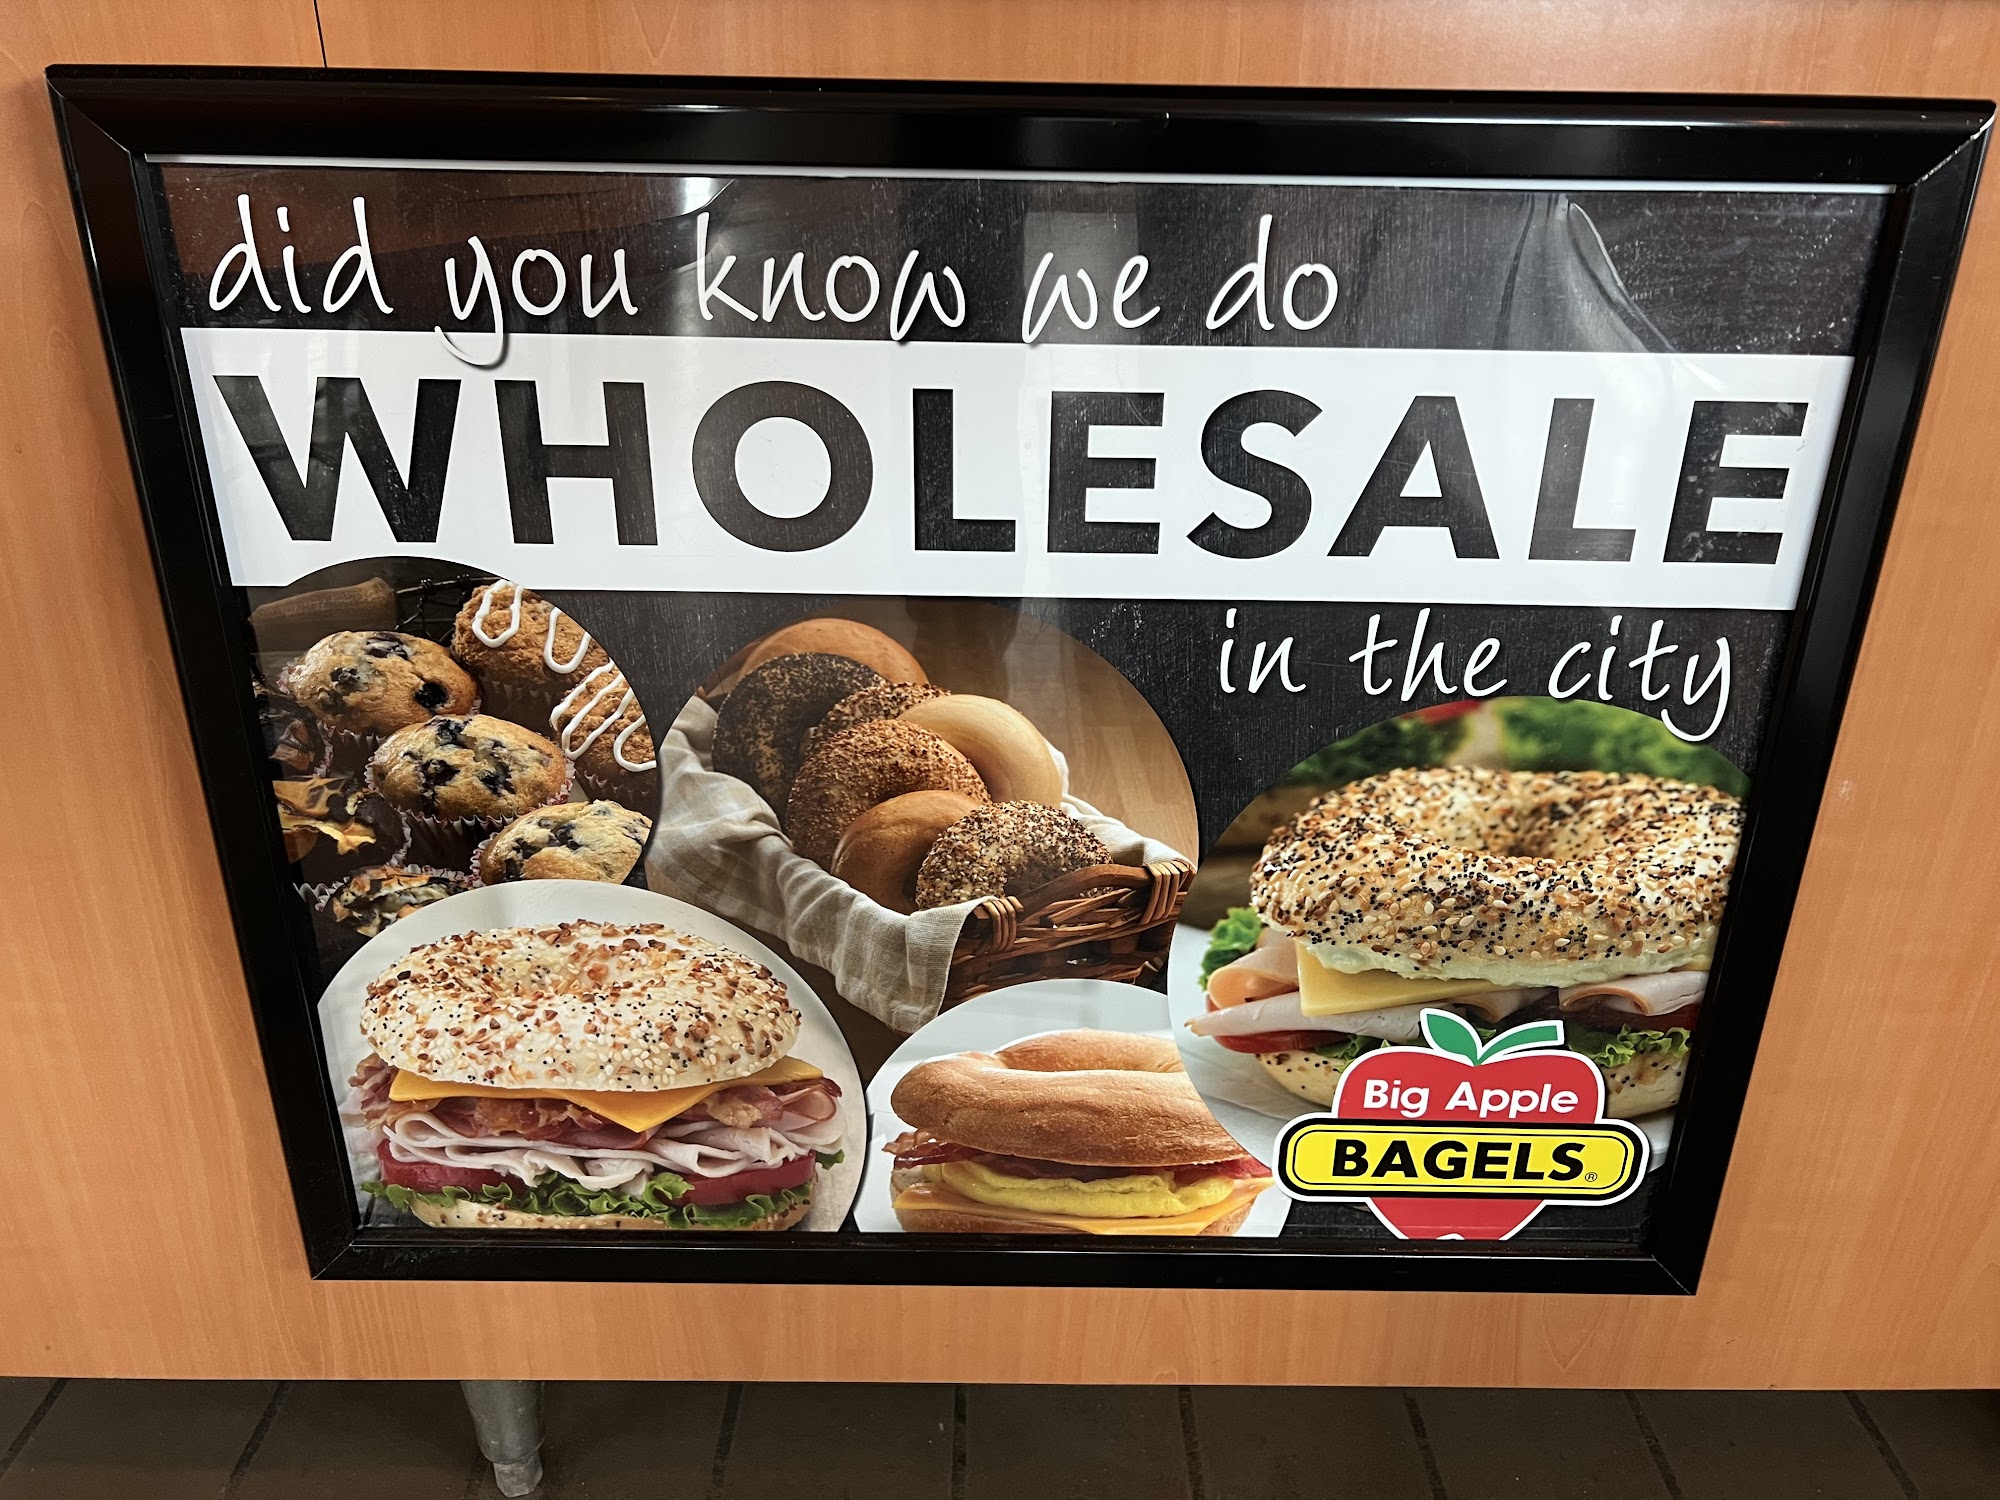 did you know we do
WHOLESALE
in the city
Big Apple
BAGELS®